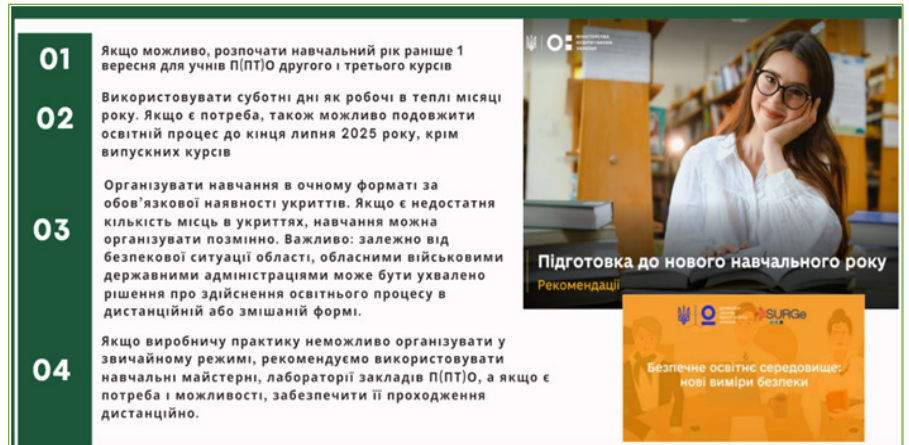 01
Якщо можливо, розпочати навчальний рік раніше 1
вересня для учнів П(ПТ)О другого і третього курсів
02
Використовувати суботні дні як робочі в теплі місяці
року. Якщо є потреба, також можливо подовжити
освітній процес до кінця липня 2025 року, крім
випускних курсів
03
Організувати навчання в очному форматі за
обов’язкової наявності укриттів. Якщо є недостатня
кількість місць в укриттях, навчання можна
організувати позмінно. Важливо: залежно від
безпекової ситуації області, обласними військовими
державними адміністраціями може бути ухвалено
рішення про здійснення освітнього процесу в
дистанційній або змішаній формі.
04
Якщо виробничу практику неможливо організувати у
звичайному режимі, рекомендуємо використовувати
навчальні майстерні, лабораторії закладів П(ПТ)О, а якщо є
потреба і можливості, забезпечити її проходження
дистанційно.
Підготовка до нового навчального року
Рекомендації
SURGe
Безпечне освітнє середовище:
нові виміри безпеки